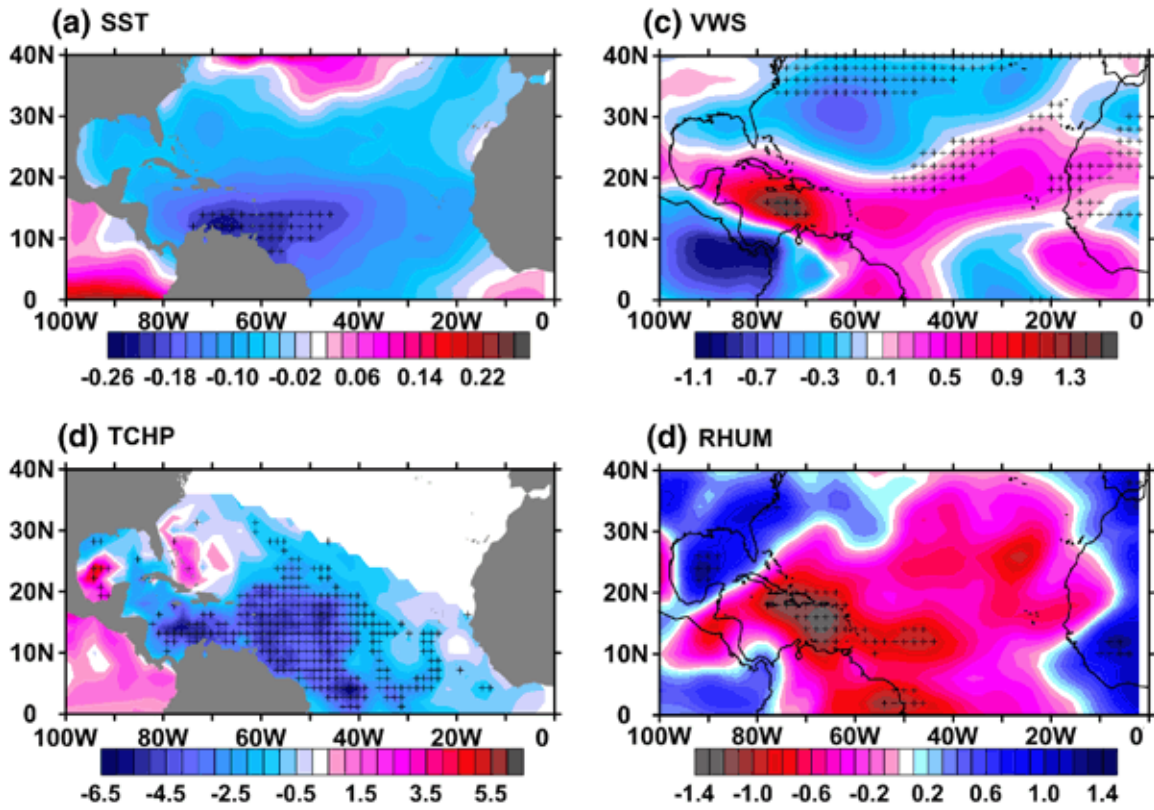 (a) SST
40N
30N
20N
10N
0
100W 80W 60W 40W 20W 0
-0.26 -0.18 -0.10 -0.02 0.06 0.14 0.22
(c) VWS
40N
30N
20N
10N
0
100W 80W 60W 40W 20W 0
-1.1 -0.7 -0.3 0.1 0.5 0.9 1.3
(d) TCHP
40N
30N
20N
10N
0
100W 80W 60W 40W 20W 0
-6.5 -4.5 -2.5 -0.5 1.5 3.5 5.5
(d) RHUM
40N
30N
20N
10N
0
100W 80W 60W 40W 20W 0
-1.4 -1.0 -0.6 -0.2 0.2 0.6 1.0 1.4